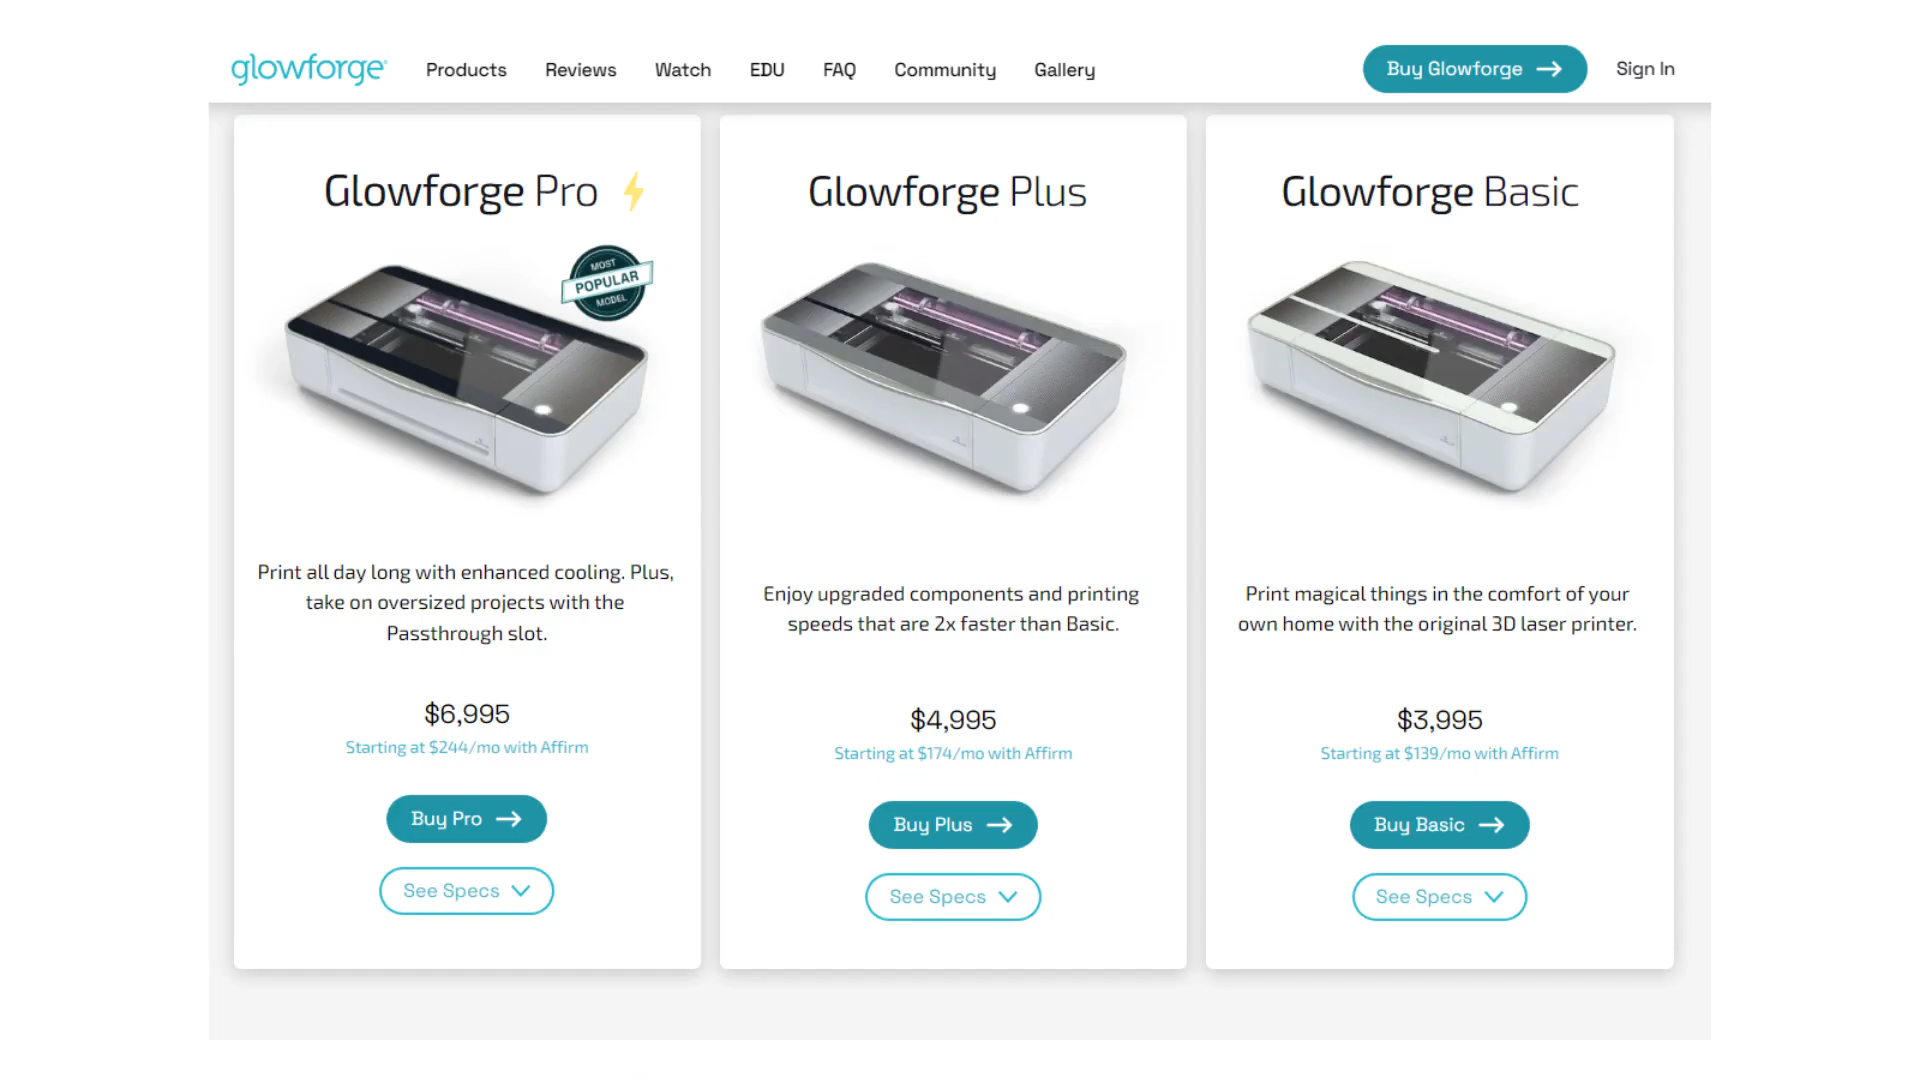 glowforge
Products
Reviews
Watch
EDU
FAQ
Community
Gallery
Buy Glowforge
Sign In
Glowforge Pro
MOST
POPULAR
MODEL
Print all day long with enhanced cooling. Plus,
take on oversized projects with the
Passthrough slot.
$6,995
Starting at $244/mo with Affirm
Buy Pro
See Specs
Glowforge Plus
Enjoy upgraded components and printing
speeds that are 2x faster than Basic.
$4,995
Starting at $174/mo with Affirm
Buy Plus
See Specs
Glowforge Basic
Print magical things in the comfort of your
own home with the original 3D laser printer.
$3,995
Starting at $139/mo with Affirm
Buy Basic
See Specs